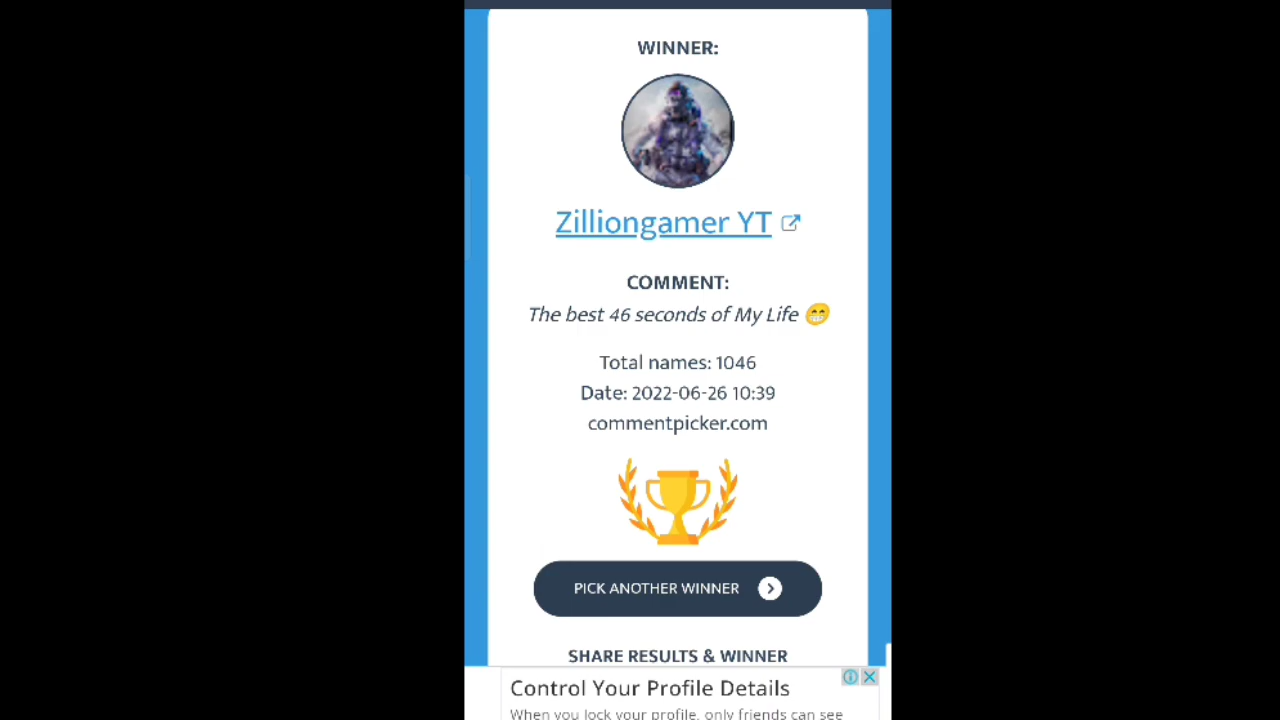 WINNER:
Zilliongamer YT
COMMENT:
The best 46 seconds of My Life 😁
Total names: 1046
Date: 2022-06-26 10:39
commentpicker.com
PICK ANOTHER WINNER
SHARE RESULTS & WINNER
Control Your Profile Details
When you lock your profile, only friends can see